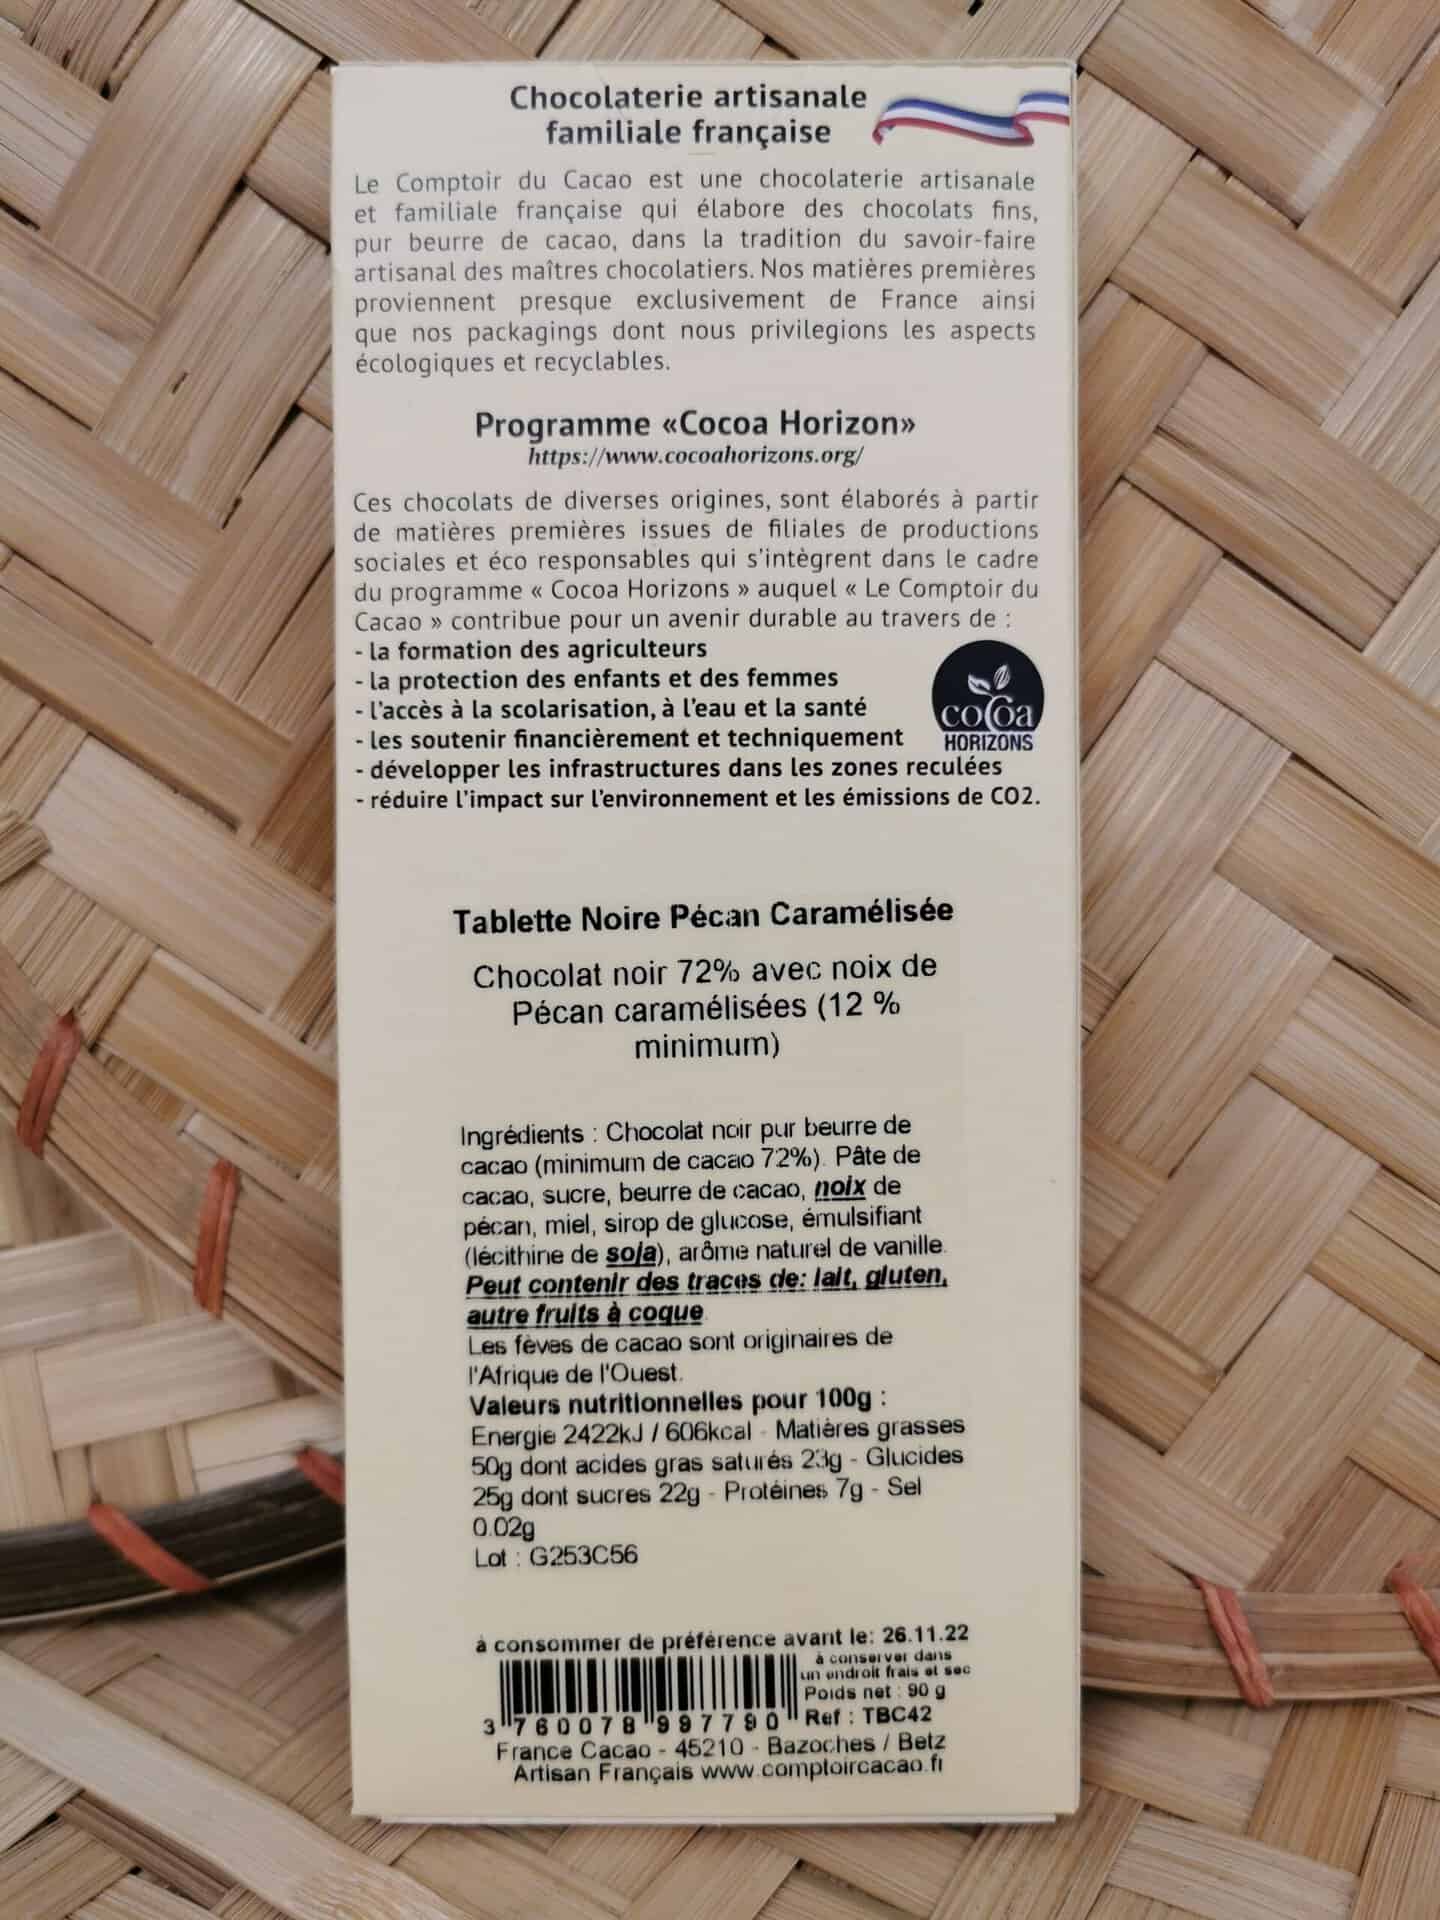 Chocolaterie artisanale
familiale française
Le Comptoir du Cacao est une chocolaterie artisanale
et familiale française qui élabore des chocolats fins,
pur beurre de cacao, dans la tradition du savoir-faire
artisanal des maîtres chocolatiers. Nos matières premières
proviennent presque exclusivement de France ainsi
que nos packagings dont nous privilegions les aspects
écologiques et recyclables.
Programme «Cocoa Horizon»
https://www.cocoahorizons.org/
Ces chocolats de diverses origines, sont élaborés à partir
de matières premières issues de filiales de productions
sociales et éco responsables qui s'intègrent dans le cadre
du programme « Cocoa Horizons » auquel « Le Comptoir du
Cacao » contribue pour un avenir durable au travers de :
- la formation des agriculteurs
- la protection des enfants et des femmes
- l'accès à la scolarisation, à l'eau et la santé
- les soutenir financièrement et techniquement
- développer les infrastructures dans les zones reculées
- réduire l'impact sur l'environnement et les émissions de CO2.
cocoa
HORIZONS
Tablette Noire Pécan Caramélisée
Chocolat noir 72% avec noix de
Pécan caramélisées (12 %
minimum)
Ingrédients : Chocolat noir pur beurre de
cacao (minimum de cacao 72%). Pâte de
cacao, sucre, beurre de cacao, noix de
pécan, miel, sirop de glucose, émulsifiant
(lécithine de soja), arôme naturel de vanille.
Peut contenir des traces de: lait, gluten,
autre fruits à coque.
Les fèves de cacao sont originaires de
l'Afrique de l'Ouest.
Valeurs nutritionnelles pour 100g :
Energie 2422kJ / 606kcal - Matières grasses
50g dont acides gras saturés 23g - Glucides
25g dont sucres 22g - Protéines 7g - Sel
0.02g
Lot : G253C56
à consommer de préférence avant le: 26.11.22
à conserver dans
un endroit frais et sec
Poids net : 90 g
Ref : TBC42
3 760078 997790
France Cacao - 45210 - Bazoches / Betz
Artisan Français www.comptoircacao.fr